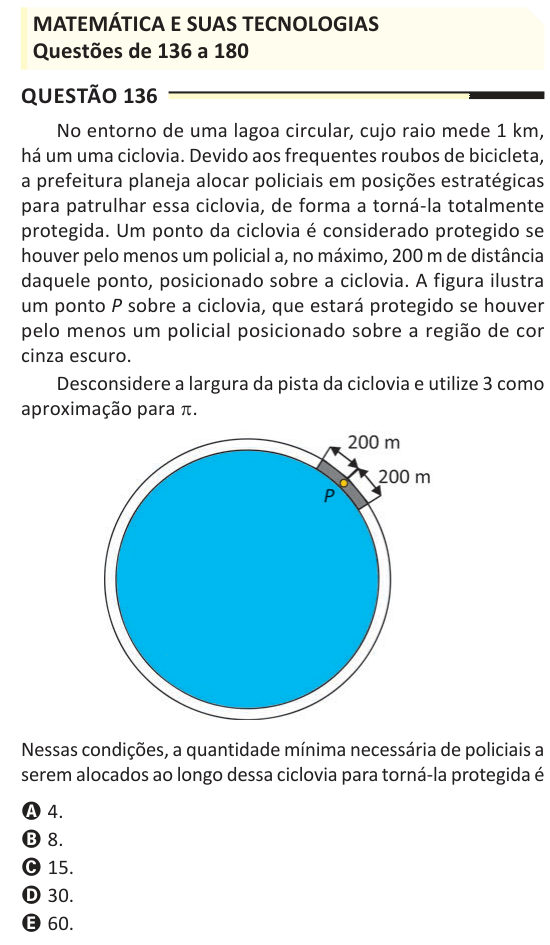 MATEMÁTICA E SUAS TECNOLOGIAS
Questões de 136 a 180
QUESTÃO 136
No entorno de uma lagoa circular, cujo raio mede 1 km,
há um uma ciclovia. Devido aos frequentes roubos de bicicleta,
a prefeitura planeja alocar policiais em posições estratégicas
para patrulhar essa ciclovia, de forma a torná-la totalmente
protegida. Um ponto da ciclovia é considerado protegido se
houver pelo menos um policial a, no máximo, 200 m de distância
daquele ponto, posicionado sobre a ciclovia. A figura ilustra
um ponto P sobre a ciclovia, que estará protegido se houver
pelo menos um policial posicionado sobre a região de cor
cinza escuro.
Desconsidere a largura da pista da ciclovia e utilize 3 como
aproximação para π.
200 m
200 m
P
Nessas condições, a quantidade mínima necessária de policiais a
serem alocados ao longo dessa ciclovia para torná-la protegida é
A 4.
B 8.
C 15.
D 30.
E 60.